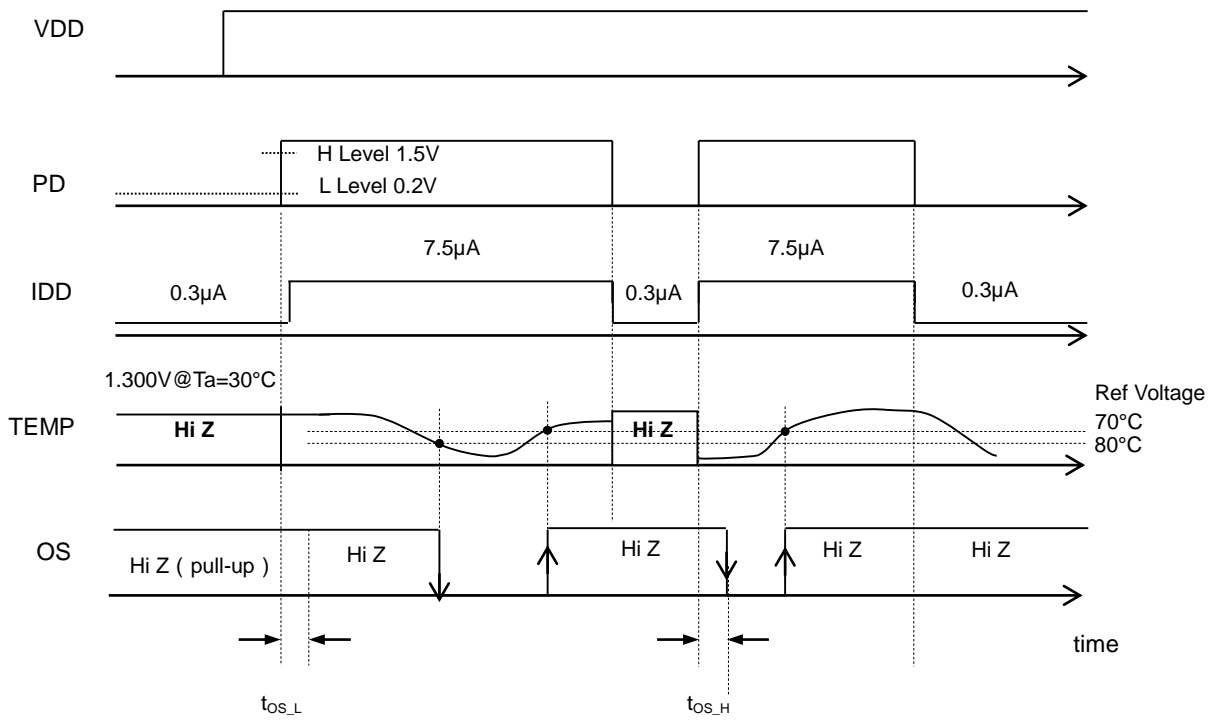 VDD
H Level 1.5V
PD
L Level 0.2V
7.5µA
7.5µA
IDD
0.3µA
0.3µA
0.3µA
1.300V@Ta=30°C
Ref Voltage
TEMP
Hi Z
Hi Z
70°C
80°C
OS
Hi Z ( pull-up )
Hi Z
Hi Z
Hi Z
Hi Z
time
tOS_L
tOS_H